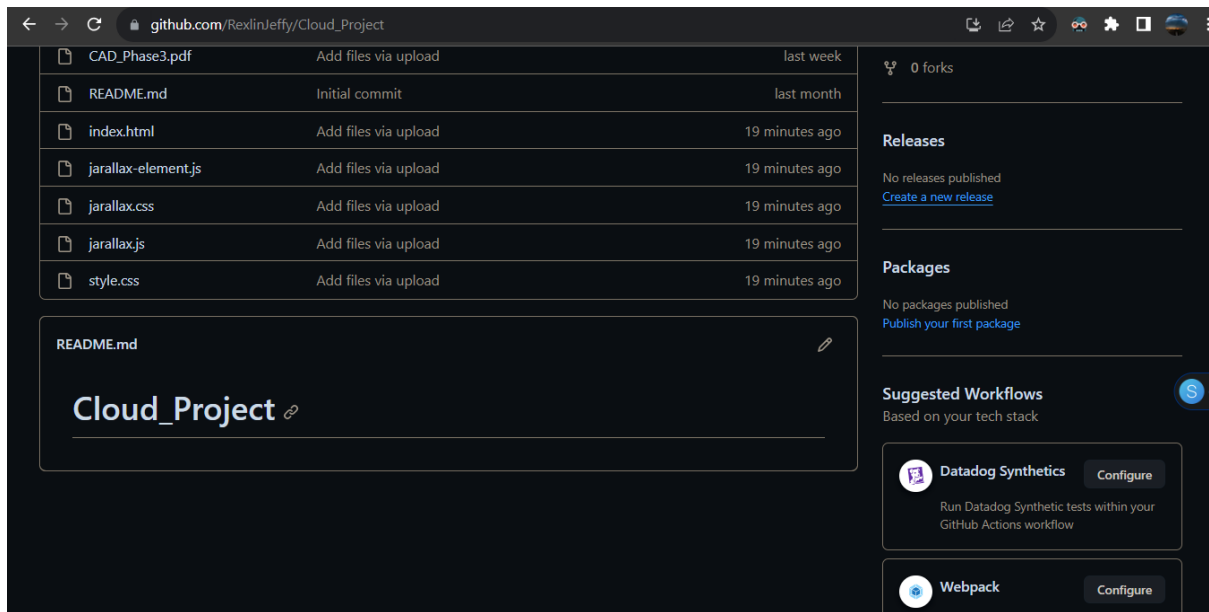 github.com/RexlinJeffy/Cloud_Project
CAD_Phase3.pdf Add files via upload last week
README.md Initial commit last month
index.html Add files via upload 19 minutes ago
jarallax-element.js Add files via upload 19 minutes ago
jarallax.css Add files via upload 19 minutes ago
jarallax.js Add files via upload 19 minutes ago
style.css Add files via upload 19 minutes ago
README.md
Cloud_Project
0 forks
Releases
No releases published
Create a new release
Packages
No packages published
Publish your first package
S
Suggested Workflows
Based on your tech stack
Datadog Synthetics Configure
Run Datadog Synthetic tests within your
GitHub Actions workflow
Webpack Configure